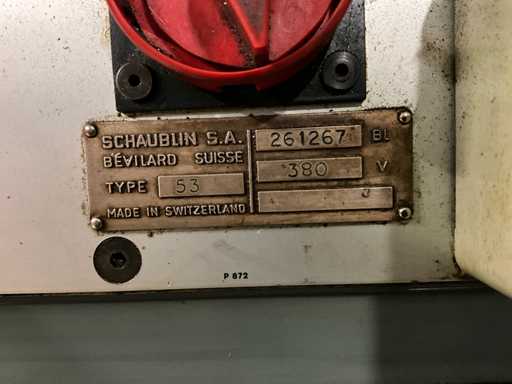 SCHAUBLIN S.A. 261267 BL
BÉVILARD SUISSE
380 V
TYPE 53
MADE IN SWITZERLAND
P 872